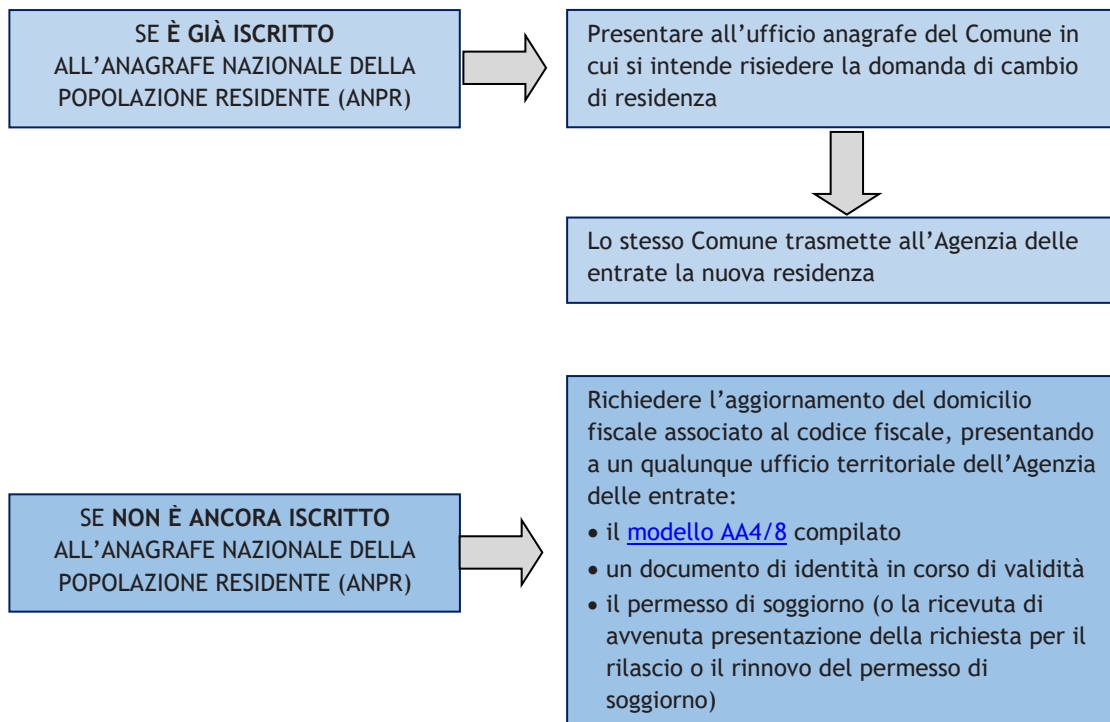 SE È GIÀ ISCRITTO
ALL’ANAGRAFE NAZIONALE DELLA
POPOLAZIONE RESIDENTE (ANPR)
Presentare all’ufficio anagrafe del Comune in
cui si intende risiedere la domanda di cambio
di residenza
Lo stesso Comune trasmette all’Agenzia delle
entrate la nuova residenza
SE NON È ANCORA ISCRITTO
ALL’ANAGRAFE NAZIONALE DELLA
POPOLAZIONE RESIDENTE (ANPR)
Richiedere l’aggiornamento del domicilio
fiscale associato al codice fiscale, presentando
a un qualunque ufficio territoriale dell’Agenzia
delle entrate:
• il modello AA4/8 compilato
• un documento di identità in corso di validità
• il permesso di soggiorno (o la ricevuta di
avvenuta presentazione della richiesta per il
rilascio o il rinnovo del permesso di
soggiorno)